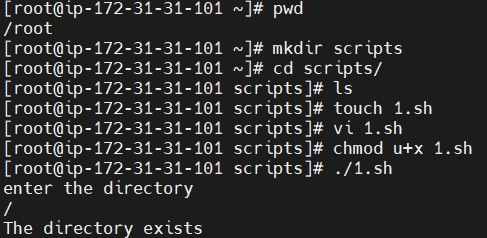 [root@ip-172-31-31-101 ~]# pwd
/root
[root@ip-172-31-31-101 ~]# mkdir scripts
[root@ip-172-31-31-101 ~]# cd scripts/
[root@ip-172-31-31-101 scripts]# ls
[root@ip-172-31-31-101 scripts]# touch 1.sh
[root@ip-172-31-31-101 scripts]# vi 1.sh
[root@ip-172-31-31-101 scripts]# chmod u+x 1.sh
[root@ip-172-31-31-101 scripts]# ./1.sh
enter the directory
/
The directory exists